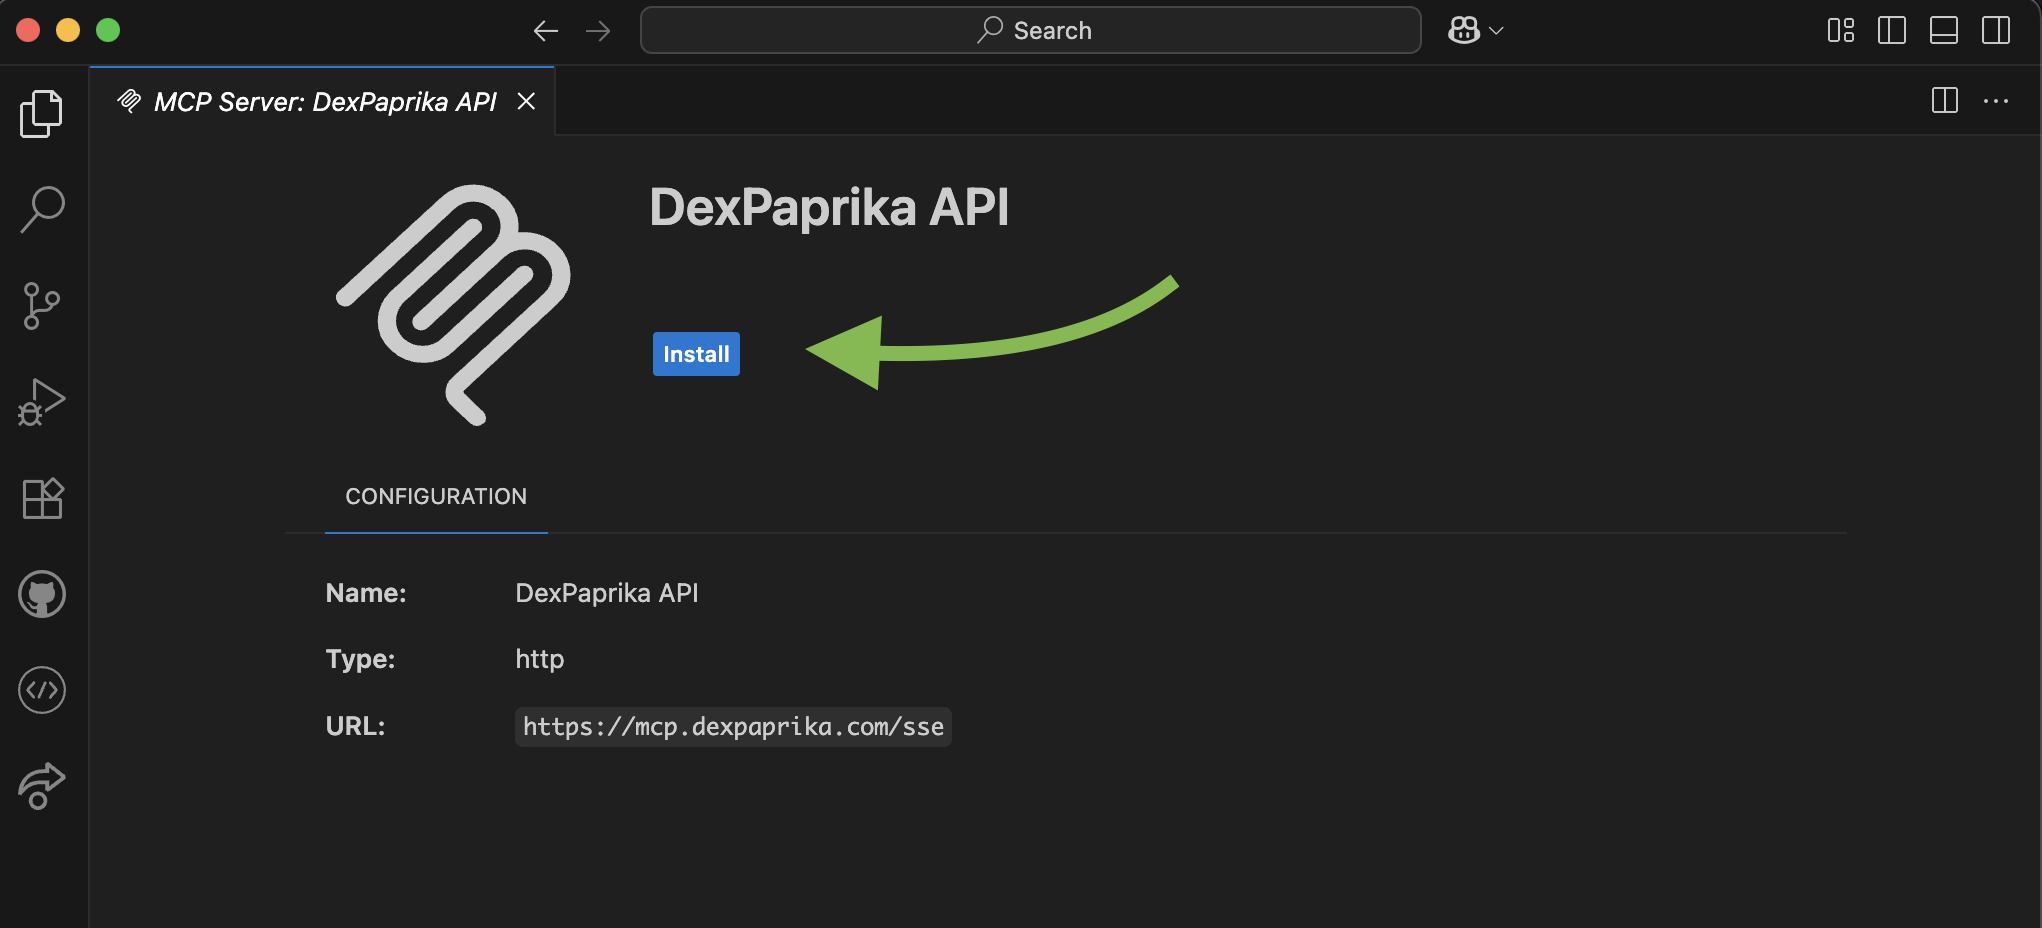 Search
MCP Server: DexPaprika API
DexPaprika API
Install
CONFIGURATION
Name: DexPaprika API
Type: http
URL: https://mcp.dexpaprika.com/sse